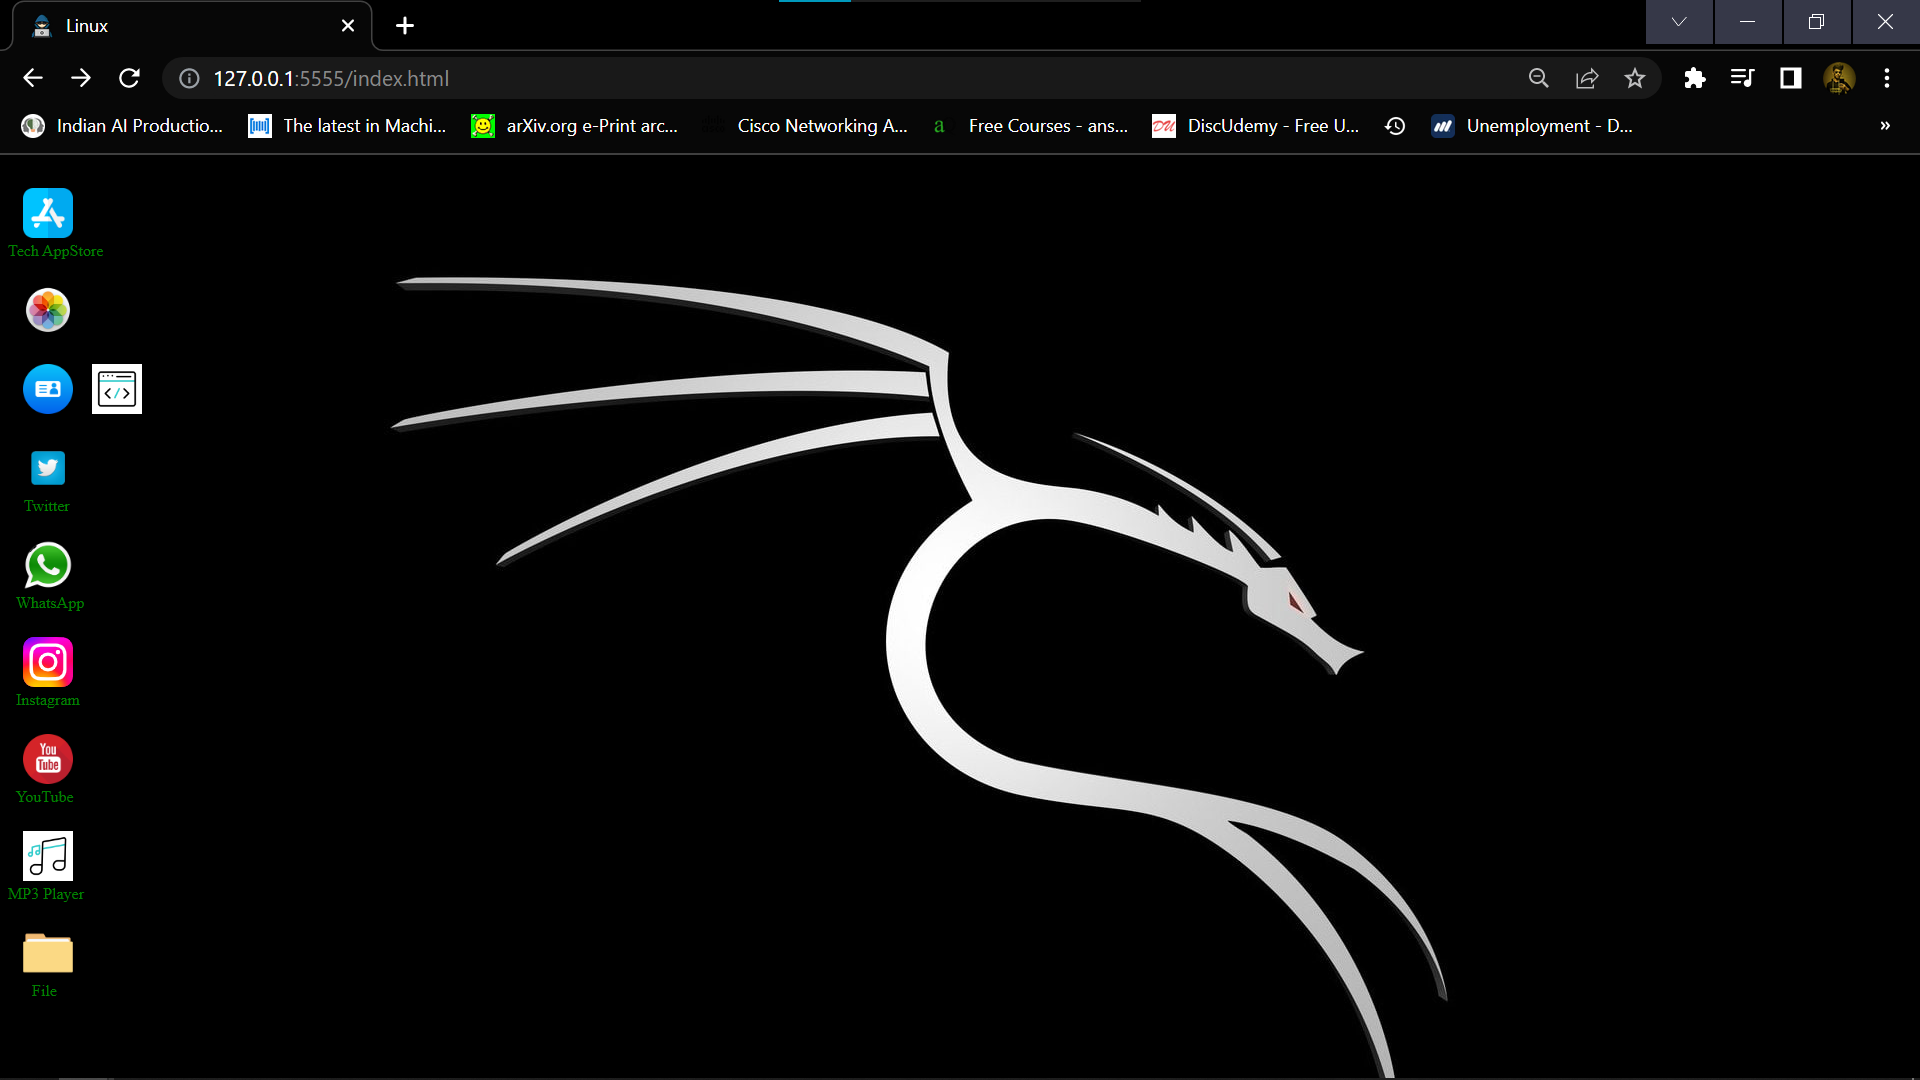 Linux
127.0.0.1:5555/index.html
Indian AI Productio... The latest in Machi... arXiv.org e-Print arc... Cisco Networking A... a Free Courses - ans... DU DiscUdemy - Free U... Unemployment - D... »
Tech AppStore
</>
Twitter
WhatsApp
Instagram
You
Tube
YouTube
MP3 Player
File